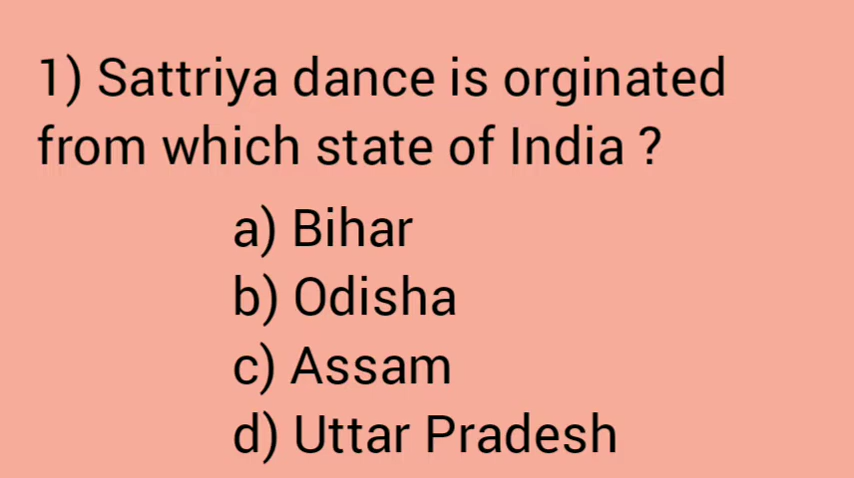 1) Sattriya dance is orginated
from which state of India ?
a) Bihar
b) Odisha
c) Assam
d) Uttar Pradesh